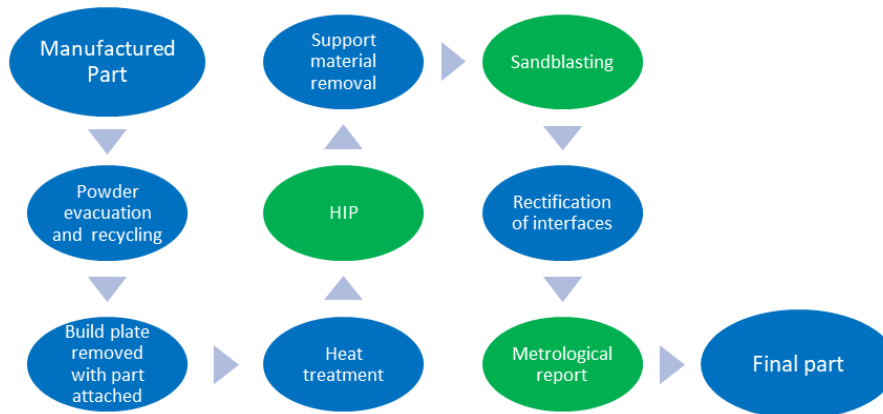 Manufactured
Part
Powder
evacuation
and recycling
Build plate
removed
with part
attached
Heat
treatment
HIP
Support
material
removal
Sandblasting
Rectification
of interfaces
Metrological
report
Final part